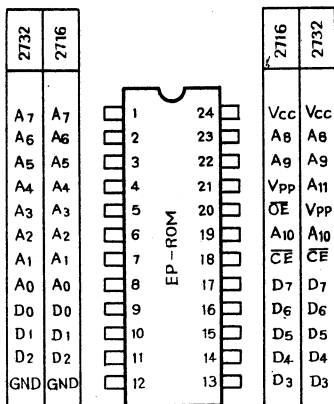 2732 2716 2716 2732
A7 A7 1 24 Vcc Vcc
A6 A6 2 23 A8 A8
A5 A5 3 22 A9 A9
A4 A4 4 21 VPP A11
A3 A3 5 20 OE VPP
A2 A2 6 19 A10 A10
A1 A1 7 18 CE CE
A0 A0 8 17 D7 D7
D0 D0 9 16 D6 D6
D1 D1 10 15 D5 D5
D2 D2 11 14 D4 D4
GND GND 12 13 D3 D3
EP-ROM